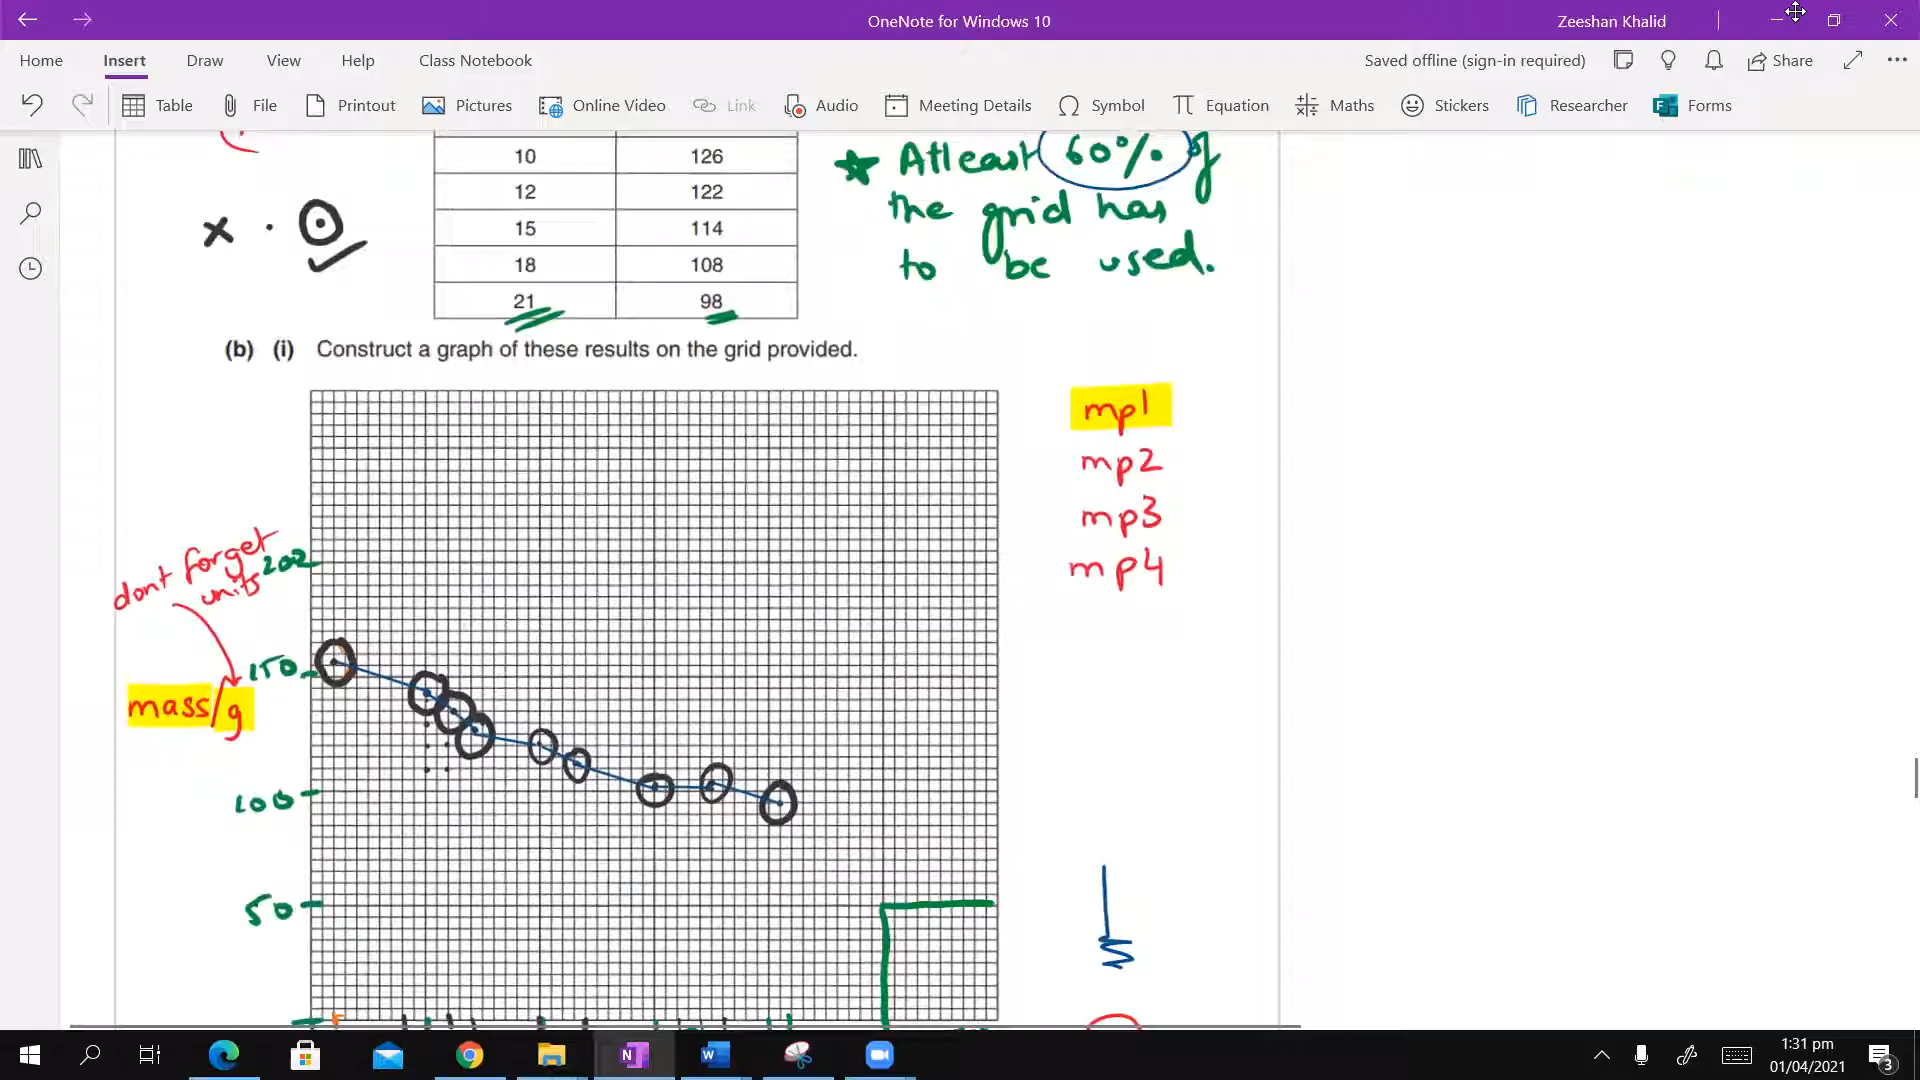 OneNote for Windows 10
Zeeshan Khalid
Home Insert Draw View Help Class Notebook
Saved offline (sign-in required) Share
Table File Printout Pictures Online Video Link Audio Meeting Details Symbol Equation Maths Stickers Researcher Forms
10 126
12 122
15 114
18 108
21 98
x . ⊙
★ Atleast 60% of
the grid has
to be used.
(b) (i) Construct a graph of these results on the grid provided.
mp1
mp2
mp3
mp4
dont forget
units
200
150
mass/g
100
50
1:31 pm
01/04/2021
3